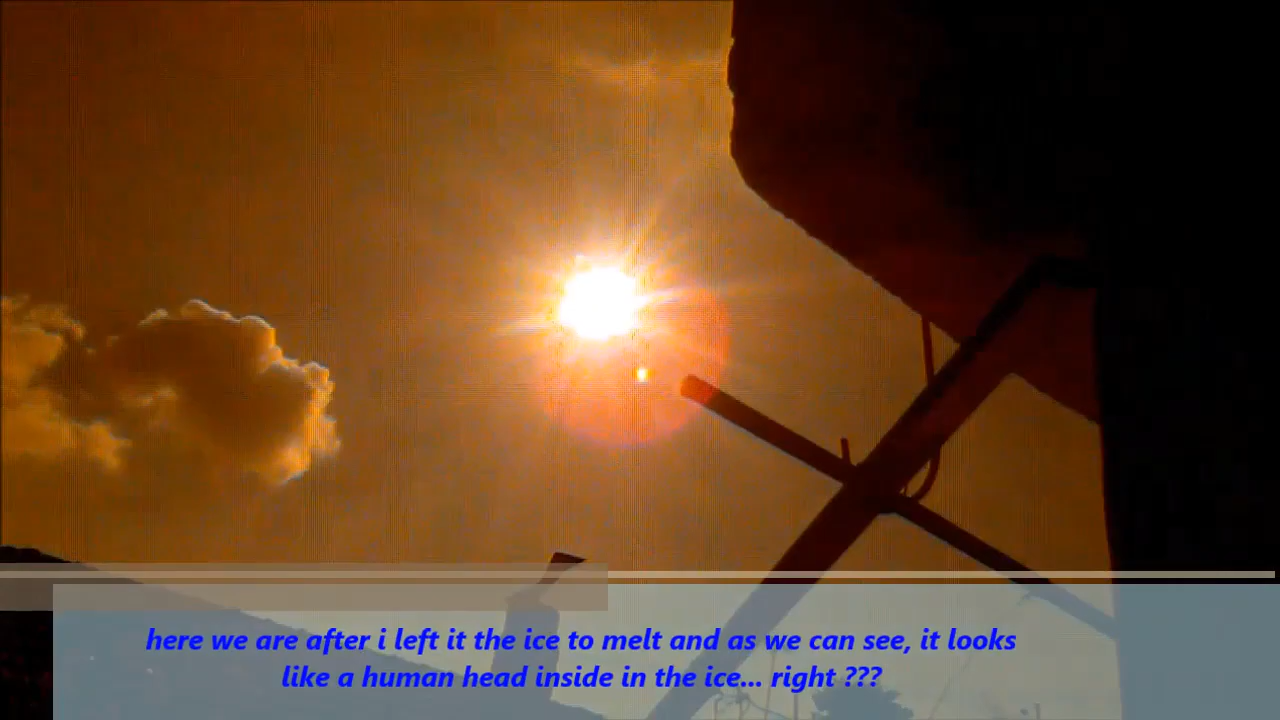 here we are after i left it the ice to melt and as we can see, it looks
like a human head inside in the ice... right ???